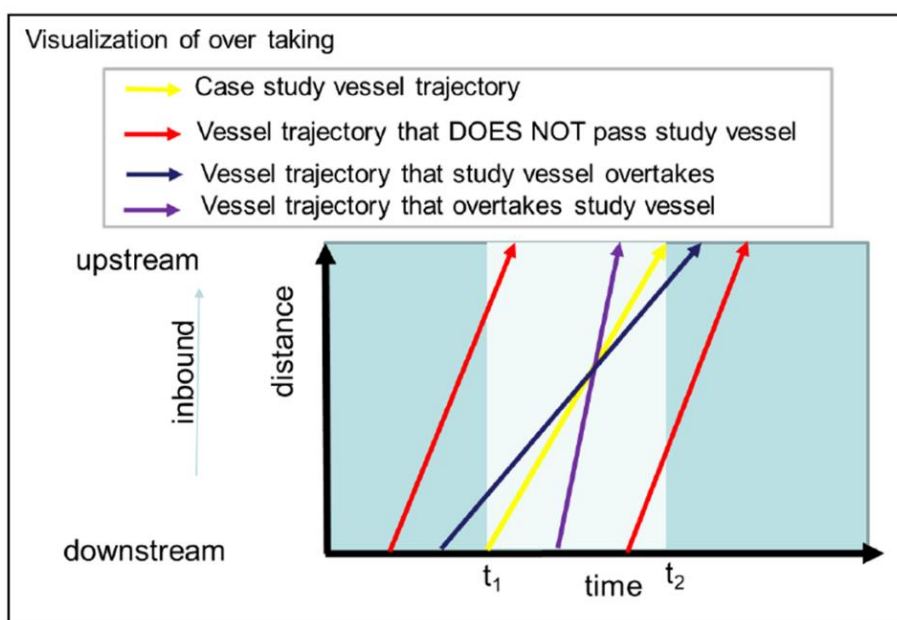 Visualization of over taking
Case study vessel trajectory
Vessel trajectory that DOES NOT pass study vessel
Vessel trajectory that study vessel overtakes
Vessel trajectory that overtakes study vessel
upstream
inbound
distance
downstream
t₁
time
t₂